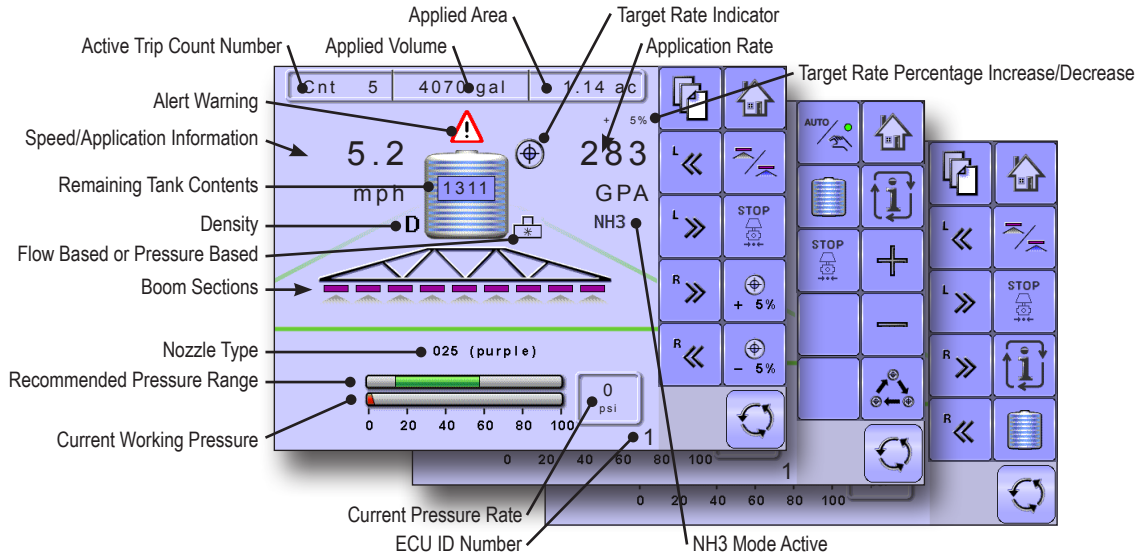 Applied Area
Target Rate Indicator
Active Trip Count Number
Applied Volume
Application Rate
Target Rate Percentage Increase/Decrease
Alert Warning
Speed/Application Information
Remaining Tank Contents
Density
Flow Based or Pressure Based
Boom Sections
Nozzle Type
Recommended Pressure Range
Current Working Pressure
Current Pressure Rate
ECU ID Number
NH3 Mode Active
Cnt 5 4070 gal 1.14 ac
+ 5%
5.2
mph
1311
283
GPA
D
NH3
025 (purple)
0 20 40 60 80 100
0
psi
1
L
L
STOP
R
+ 5%
R
- 5%
AUTO
STOP
0 20 40 60 80 100
1
L
L
STOP
R
R
0 20 40 60 80 100